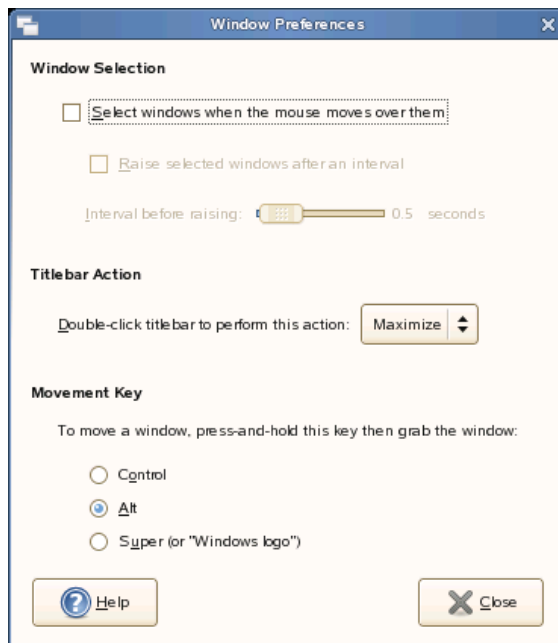 Window Preferences
Window Selection
Select windows when the mouse moves over them
Raise selected windows after an interval
Interval before raising: 0.5 seconds
Titlebar Action
Double-click titlebar to perform this action: Maximize
Movement Key
To move a window, press-and-hold this key then grab the window:
Control
Alt
Super (or "Windows logo")
Help Close